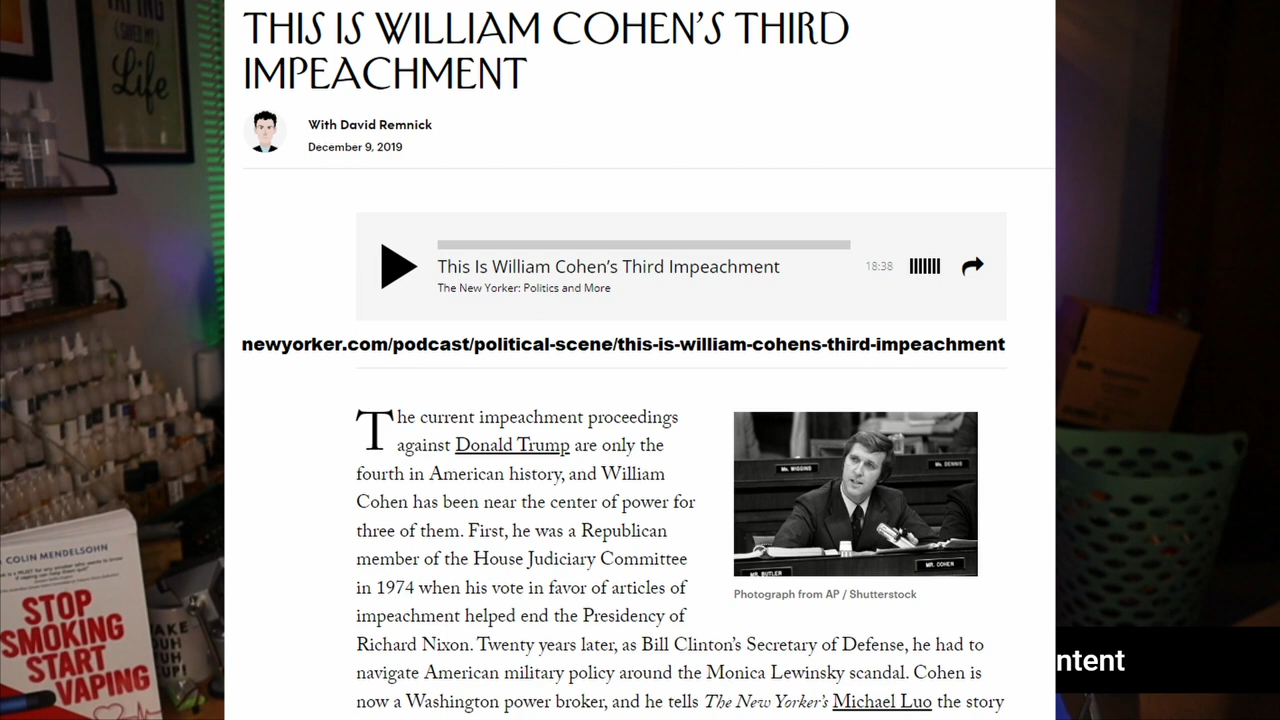 THIS IS WILLIAM COHEN'S THIRD
IMPEACHMENT
With David Remnick
December 9, 2019
This Is William Cohen's Third Impeachment
18:38
The New Yorker: Politics and More
newyorker.com/podcast/political-scene/this-is-william-cohens-third-impeachment
The current impeachment proceedings
against Donald Trump are only the
fourth in American history, and William
Cohen has been near the center of power for
three of them. First, he was a Republican
member of the House Judiciary Committee
in 1974 when his vote in favor of articles of
impeachment helped end the Presidency of
Richard Nixon. Twenty years later, as Bill Clinton's Secretary of Defense, he had to
navigate American military policy around the Monica Lewinsky scandal. Cohen is
now a Washington power broker, and he tells The New Yorker's Michael Luo the story
MR. WIGGINS
MR. DENNIS
MR. BUTLER
MR. COHEN
Photograph from AP / Shutterstock
VAPING
(SAVED MY)
Life
COLIN MENDELSOHN
STOP
SMOKING
START
VAPING
ntent